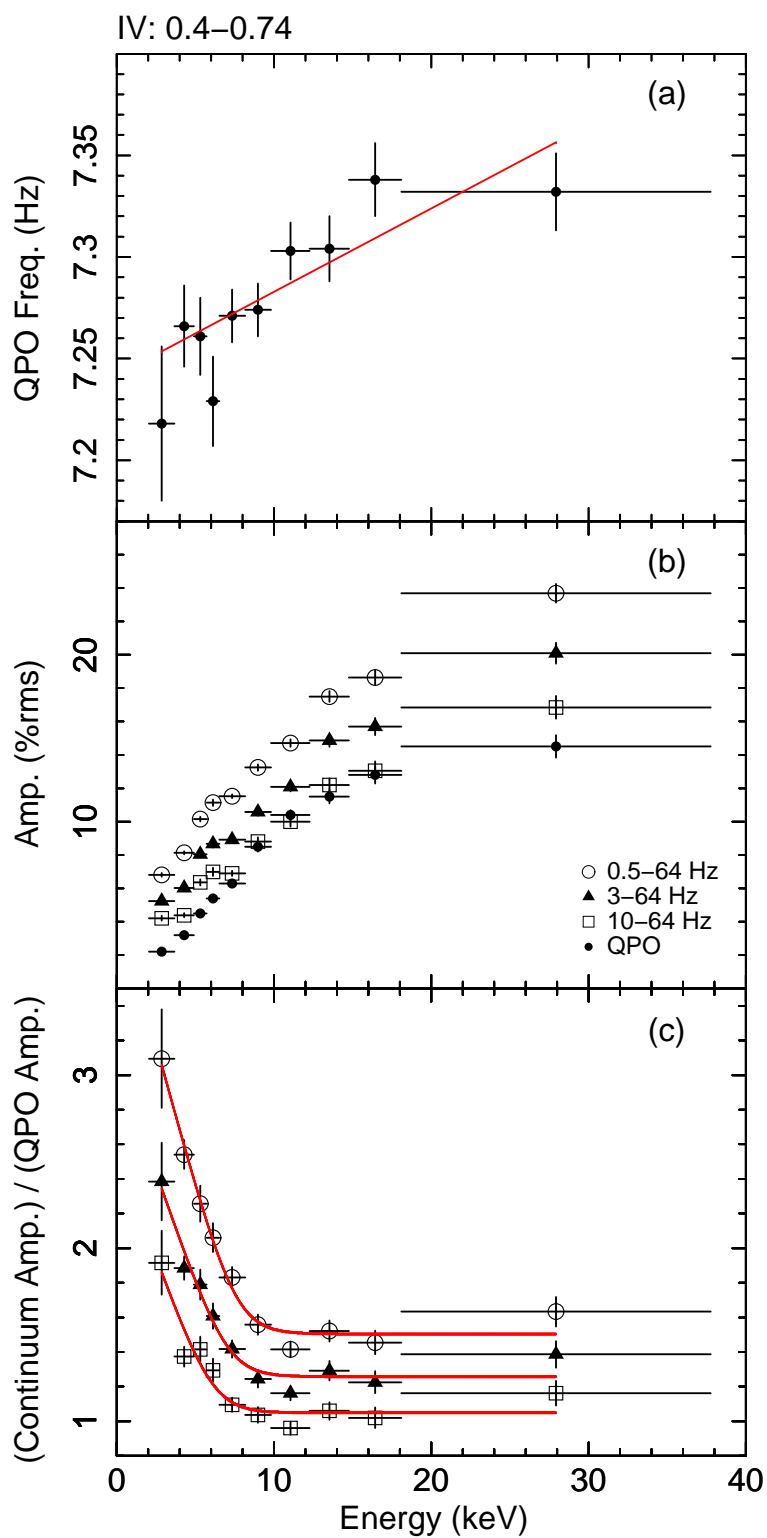 IV: 0.4−0.74
(a)
QPO Freq. (Hz)
7.35
7.3
7.25
7.2
(b)
Amp. (%rms)
20
10
0.5−64 Hz
3−64 Hz
10−64 Hz
QPO
(c)
(Continuum Amp.) / (QPO Amp.)
3
2
1
0 10 20 30 40
Energy (keV)